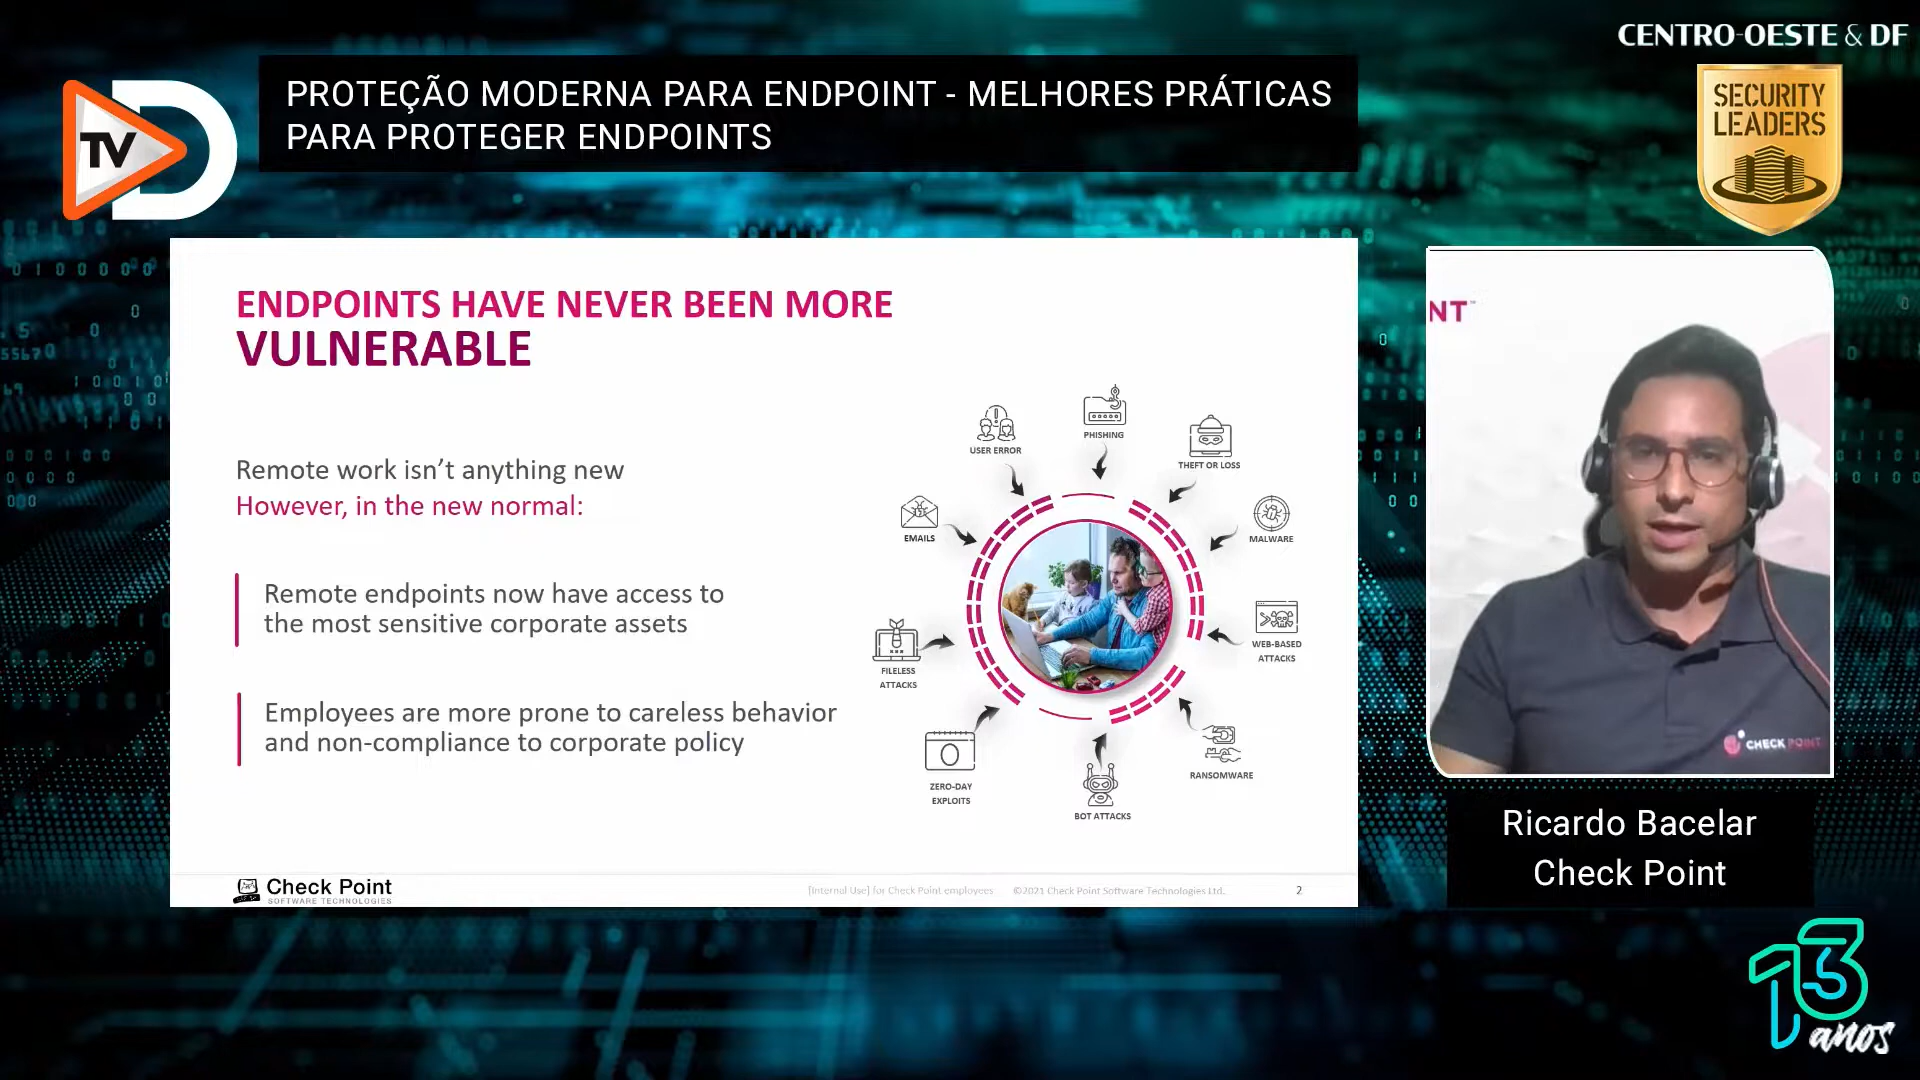 CENTRO-OESTE & DF
SECURITY
LEADERS
TV D
PROTEÇÃO MODERNA PARA ENDPOINT - MELHORES PRÁTICAS
PARA PROTEGER ENDPOINTS
ENDPOINTS HAVE NEVER BEEN MORE
VULNERABLE
Remote work isn’t anything new
However, in the new normal:
Remote endpoints now have access to
the most sensitive corporate assets
Employees are more prone to careless behavior
and non-compliance to corporate policy
PHISHING
USER ERROR
THEFT OR LOSS
EMAILS
MALWARE
WEB-BASED
ATTACKS
FILELESS
ATTACKS
RANSOMWARE
ZERO-DAY
EXPLOITS
BOT ATTACKS
Check Point
SOFTWARE TECHNOLOGIES
[Internal Use] for Check Point employees
©2021 Check Point Software Technologies Ltd.
2
NT™
CHECK POINT
Ricardo Bacelar
Check Point
13
anos